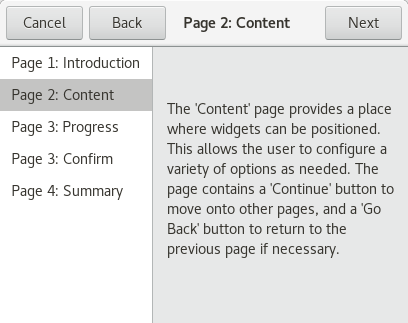 Cancel Back Page 2: Content Next
Page 1: Introduction
Page 2: Content
Page 3: Progress
Page 3: Confirm
Page 4: Summary
The 'Content' page provides a place
where widgets can be positioned.
This allows the user to configure a
variety of options as needed. The
page contains a 'Continue' button to
move onto other pages, and a 'Go
Back' button to return to the
previous page if necessary.